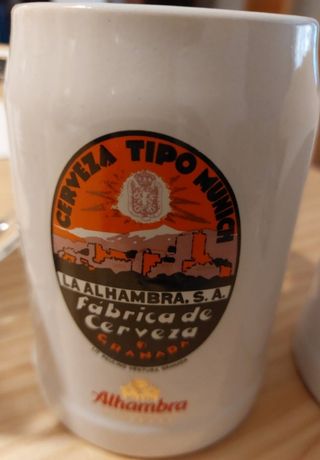 CERVEZA TIPO MUNICH
LA ALHAMBRA, S. A.
Fábrica de
Cerveza
GRANADA
Alhambra